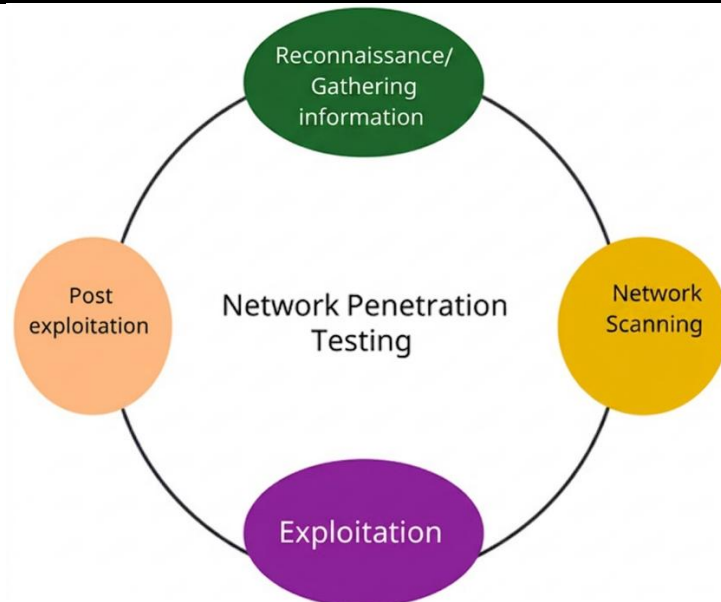 Reconnaissance/
Gathering
information
Post
exploitation
Network Penetration
Testing
Network
Scanning
Exploitation